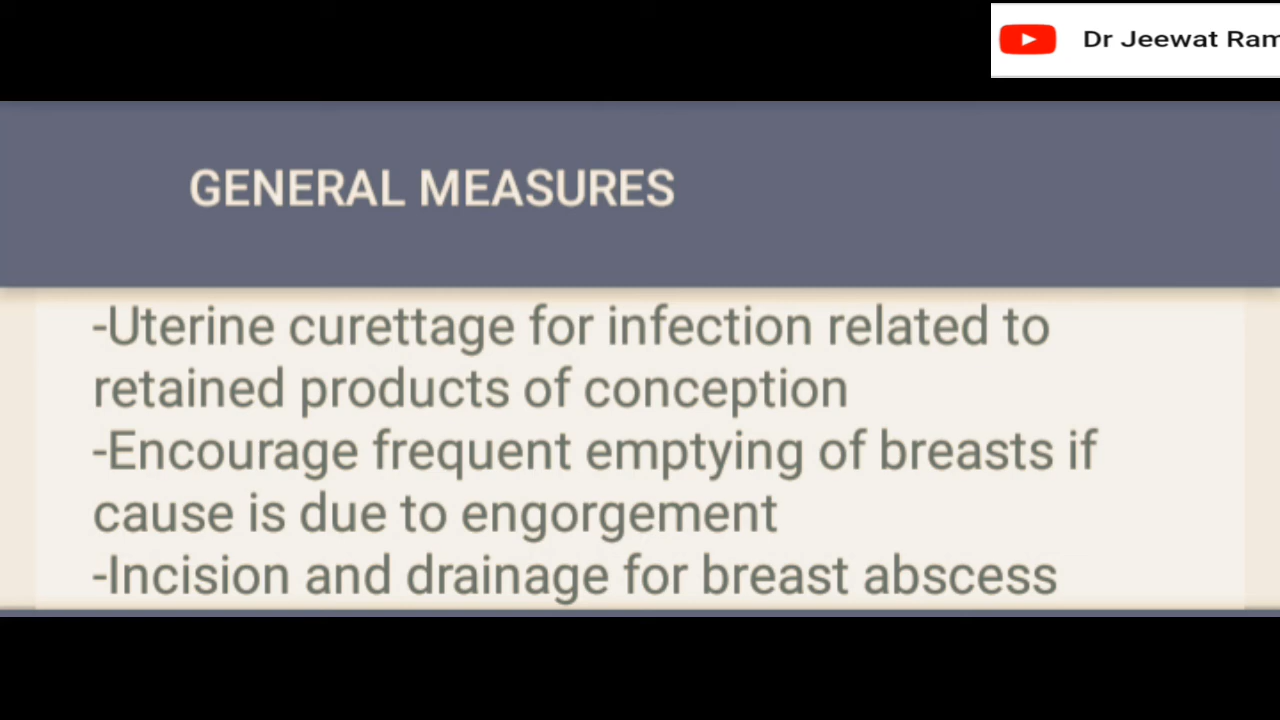 Dr Jeewat Ram
GENERAL MEASURES
-Uterine curettage for infection related to
retained products of conception
-Encourage frequent emptying of breasts if
cause is due to engorgement
-Incision and drainage for breast abscess